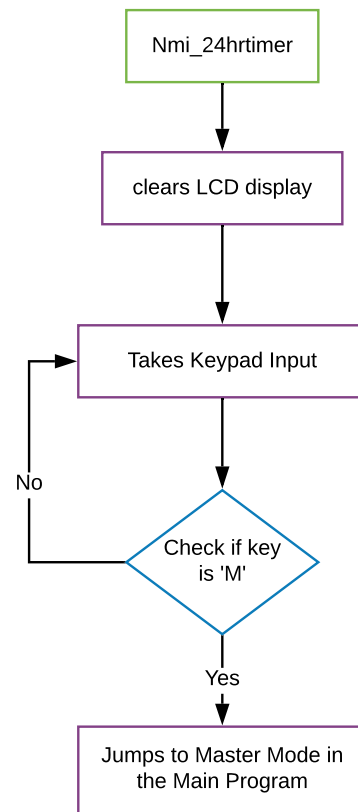 Nmi_24hrtimer
clears LCD display
Takes Keypad Input
No
Check if key
is 'M'
Yes
Jumps to Master Mode in
the Main Program